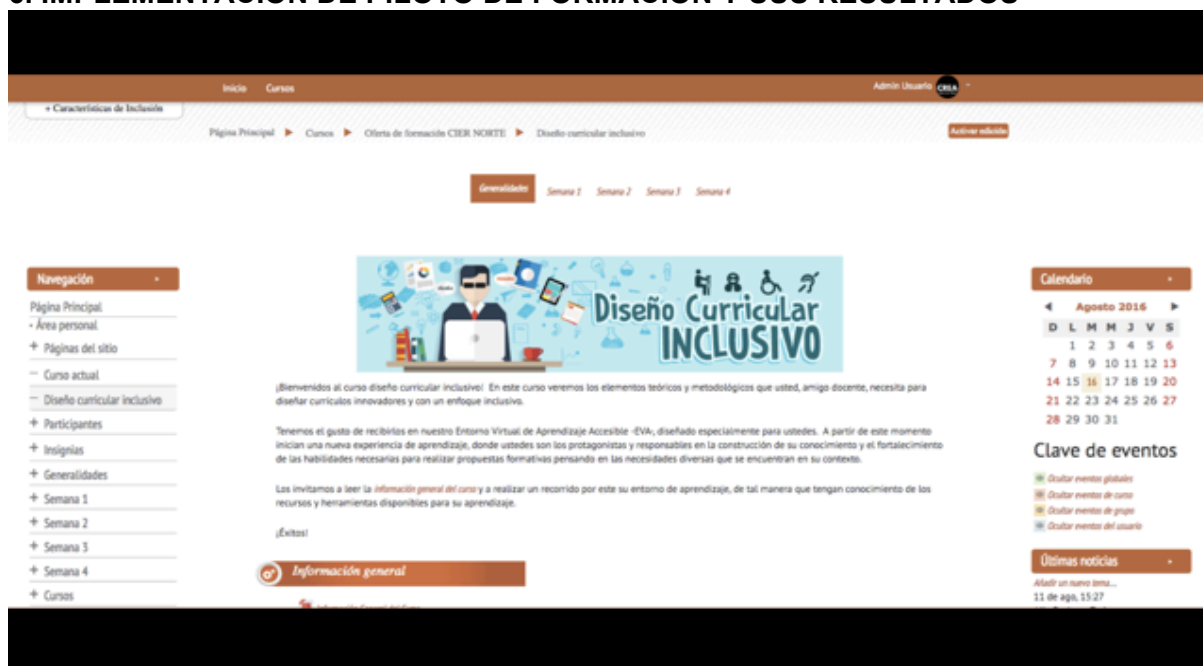 IMPLEMENTACIÓN DE PILOTO DE FORMACIÓN Y SUS RESULTADOS
Inicio Cursos
Admin Usuario CREA
+ Características de Inclusión
Página Principal ▶ Cursos ▶ Oferta de formación CIER NORTE ▶ Diseño curricular inclusivo
Activar edición
Generalidades Semana 1 Semana 2 Semana 3 Semana 4
Navegación
Página Principal
• Área personal
+ Páginas del sitio
− Curso actual
− Diseño curricular inclusivo
+ Participantes
+ Insignias
+ Generalidades
+ Semana 1
+ Semana 2
+ Semana 3
+ Semana 4
+ Cursos
Diseño Curricular
INCLUSIVO
¡Bienvenidos al curso diseño curricular inclusivo! En este curso veremos los elementos teóricos y metodológicos que usted, amigo docente, necesita para
diseñar currículos innovadores y con un enfoque inclusivo.
Tenemos el gusto de recibirlos en nuestro Entorno Virtual de Aprendizaje Accesible -EVA-, diseñado especialmente para ustedes. A partir de este momento
inician una nueva experiencia de aprendizaje, donde ustedes son los protagonistas y responsables en la construcción de su conocimiento y el fortalecimiento
de las habilidades necesarias para realizar propuestas formativas pensando en las necesidades diversas que se encuentran en su contexto.
Los invitamos a leer la información general del curso y a realizar un recorrido por este su entorno de aprendizaje, de tal manera que tengan conocimiento de los
recursos y herramientas disponibles para su aprendizaje.
¡Éxitos!
Información general
Calendario
◀ Agosto 2016 ▶
D L M M J V S
1 2 3 4 5 6
7 8 9 10 11 12 13
14 15 16 17 18 19 20
21 22 23 24 25 26 27
28 29 30 31
Clave de eventos
Ocultar eventos globales
Ocultar eventos de curso
Ocultar eventos de grupo
Ocultar eventos del usuario
Últimas noticias
Añadir un nuevo tema...
11 de ago, 15:27